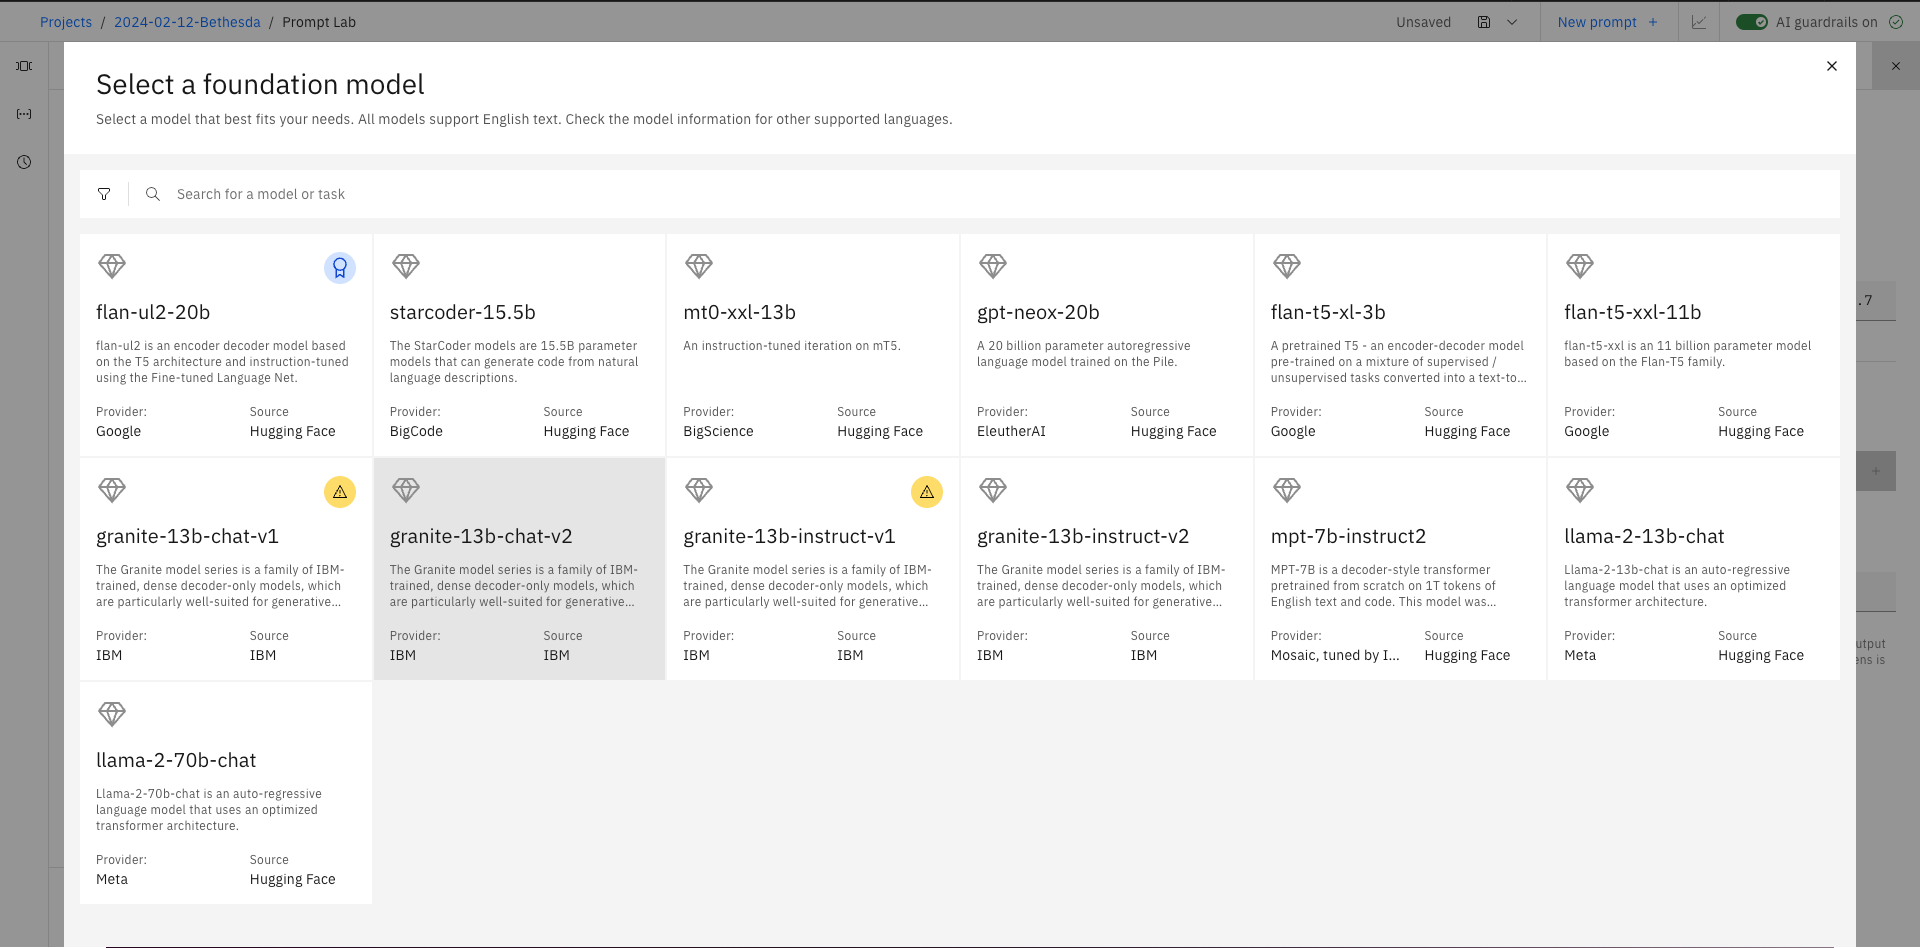 Projects / 2024-02-12-Bethesda / Prompt Lab
Unsaved
New prompt +
AI guardrails on
Select a foundation model
Select a model that best fits your needs. All models support English text. Check the model information for other supported languages.
Search for a model or task
flan-ul2-20b
flan-ul2 is an encoder decoder model based
on the T5 architecture and instruction-tuned
using the Fine-tuned Language Net.
Provider: Source
Google Hugging Face
starcoder-15.5b
The StarCoder models are 15.5B parameter
models that can generate code from natural
language descriptions.
Provider: Source
BigCode Hugging Face
mt0-xxl-13b
An instruction-tuned iteration on mT5.
Provider: Source
BigScience Hugging Face
gpt-neox-20b
A 20 billion parameter autoregressive
language model trained on the Pile.
Provider: Source
EleutherAI Hugging Face
flan-t5-xl-3b
A pretrained T5 - an encoder-decoder model
pre-trained on a mixture of supervised /
unsupervised tasks converted into a text-to...
Provider: Source
Google Hugging Face
flan-t5-xxl-11b
flan-t5-xxl is an 11 billion parameter model
based on the Flan-T5 family.
Provider: Source
Google Hugging Face
.7
granite-13b-chat-v1
The Granite model series is a family of IBM-
trained, dense decoder-only models, which
are particularly well-suited for generative...
Provider: Source
IBM IBM
granite-13b-chat-v2
The Granite model series is a family of IBM-
trained, dense decoder-only models, which
are particularly well-suited for generative...
Provider: Source
IBM IBM
granite-13b-instruct-v1
The Granite model series is a family of IBM-
trained, dense decoder-only models, which
are particularly well-suited for generative...
Provider: Source
IBM IBM
granite-13b-instruct-v2
The Granite model series is a family of IBM-
trained, dense decoder-only models, which
are particularly well-suited for generative...
Provider: Source
IBM IBM
mpt-7b-instruct2
MPT-7B is a decoder-style transformer
pretrained from scratch on 1T tokens of
English text and code. This model was...
Provider: Source
Mosaic, tuned by I... Hugging Face
llama-2-13b-chat
Llama-2-13b-chat is an auto-regressive
language model that uses an optimized
transformer architecture.
Provider: Source
Meta Hugging Face
utput
ens is
llama-2-70b-chat
Llama-2-70b-chat is an auto-regressive
language model that uses an optimized
transformer architecture.
Provider: Source
Meta Hugging Face